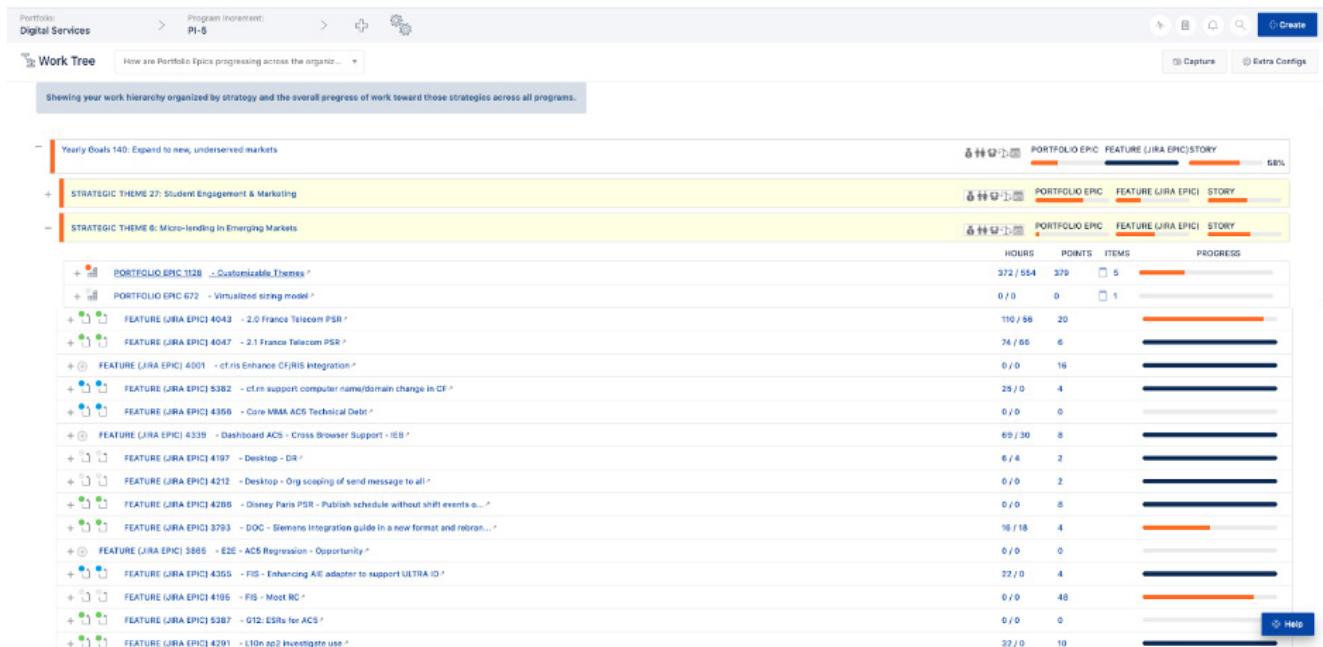 Portfolio: Program Increment:
Digital Services PI-5 Create
Work Tree How are Portfolio Epics progressing across the organiz... Capture Extra Configs
Showing your work hierarchy organized by strategy and the overall progress of work toward those strategies across all programs.
Yearly Goals 140: Expand to new, underserved markets PORTFOLIO EPIC FEATURE (JIRA EPIC) STORY
58%
STRATEGIC THEME 27: Student Engagement & Marketing PORTFOLIO EPIC FEATURE (JIRA EPIC) STORY
STRATEGIC THEME 6: Micro-lending in Emerging Markets PORTFOLIO EPIC FEATURE (JIRA EPIC) STORY
HOURS POINTS ITEMS PROGRESS
PORTFOLIO EPIC 1128 - Customizable Themes 372 / 554 379 5
PORTFOLIO EPIC 672 - Virtualized sizing model 0 / 0 0 1
FEATURE (JIRA EPIC) 4043 - 2.0 France Telecom PSR 110 / 56 20
FEATURE (JIRA EPIC) 4047 - 2.1 France Telecom PSR 74 / 66 6
FEATURE (JIRA EPIC) 4001 - cf.ris Enhance CF/RIS integration 0 / 0 16
FEATURE (JIRA EPIC) 5382 - cf.rn support computer name/domain change in CF 25 / 0 4
FEATURE (JIRA EPIC) 4356 - Core MMA AC5 Technical Debt 0 / 0 0
FEATURE (JIRA EPIC) 4339 - Dashboard AC5 - Cross Browser Support - IE8 69 / 30 8
FEATURE (JIRA EPIC) 4197 - Desktop - DR 6 / 4 2
FEATURE (JIRA EPIC) 4212 - Desktop - Org scoping of send message to all 0 / 0 2
FEATURE (JIRA EPIC) 4286 - Disney Paris PSR - Publish schedule without shift events o... 0 / 0 8
FEATURE (JIRA EPIC) 3793 - DOC - Siemens Integration guide in a new format and rebran... 16 / 18 4
FEATURE (JIRA EPIC) 3865 - E2E - AC5 Regression - Opportunity 0 / 0 0
FEATURE (JIRA EPIC) 4355 - FIS - Enhancing AIE adapter to support ULTRA ID 22 / 0 4
FEATURE (JIRA EPIC) 4195 - FIS - Meet RC 0 / 0 48
FEATURE (JIRA EPIC) 5387 - G12: ESRs for AC5 0 / 0 0
Help
FEATURE (JIRA EPIC) 4291 - L10n ap2 investigate use 32 / 0 10